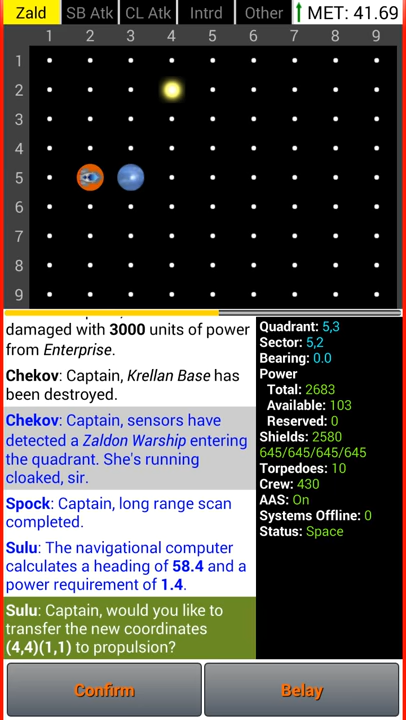 Zald SB Atk CL Atk Intrd Other MET: 41.69
1 2 3 4 5 6 7 8 9
1
2
3
4
5
6
7
8
9
damaged with 3000 units of power
from Enterprise.
Chekov: Captain, Krellan Base has
been destroyed.
Chekov: Captain, sensors have
detected a Zaldon Warship entering
the quadrant. She's running
cloaked, sir.
Spock: Captain, long range scan
completed.
Sulu: The navigational computer
calculates a heading of 58.4 and a
power requirement of 1.4.
Sulu: Captain, would you like to
transfer the new coordinates
(4,4)(1,1) to propulsion?
Quadrant: 5,3
Sector: 5,2
Bearing: 0.0
Power
Total: 2683
Available: 103
Reserved: 0
Shields: 2580
645/645/645/645
Torpedoes: 10
Crew: 430
AAS: On
Systems Offline: 0
Status: Space
Confirm Belay